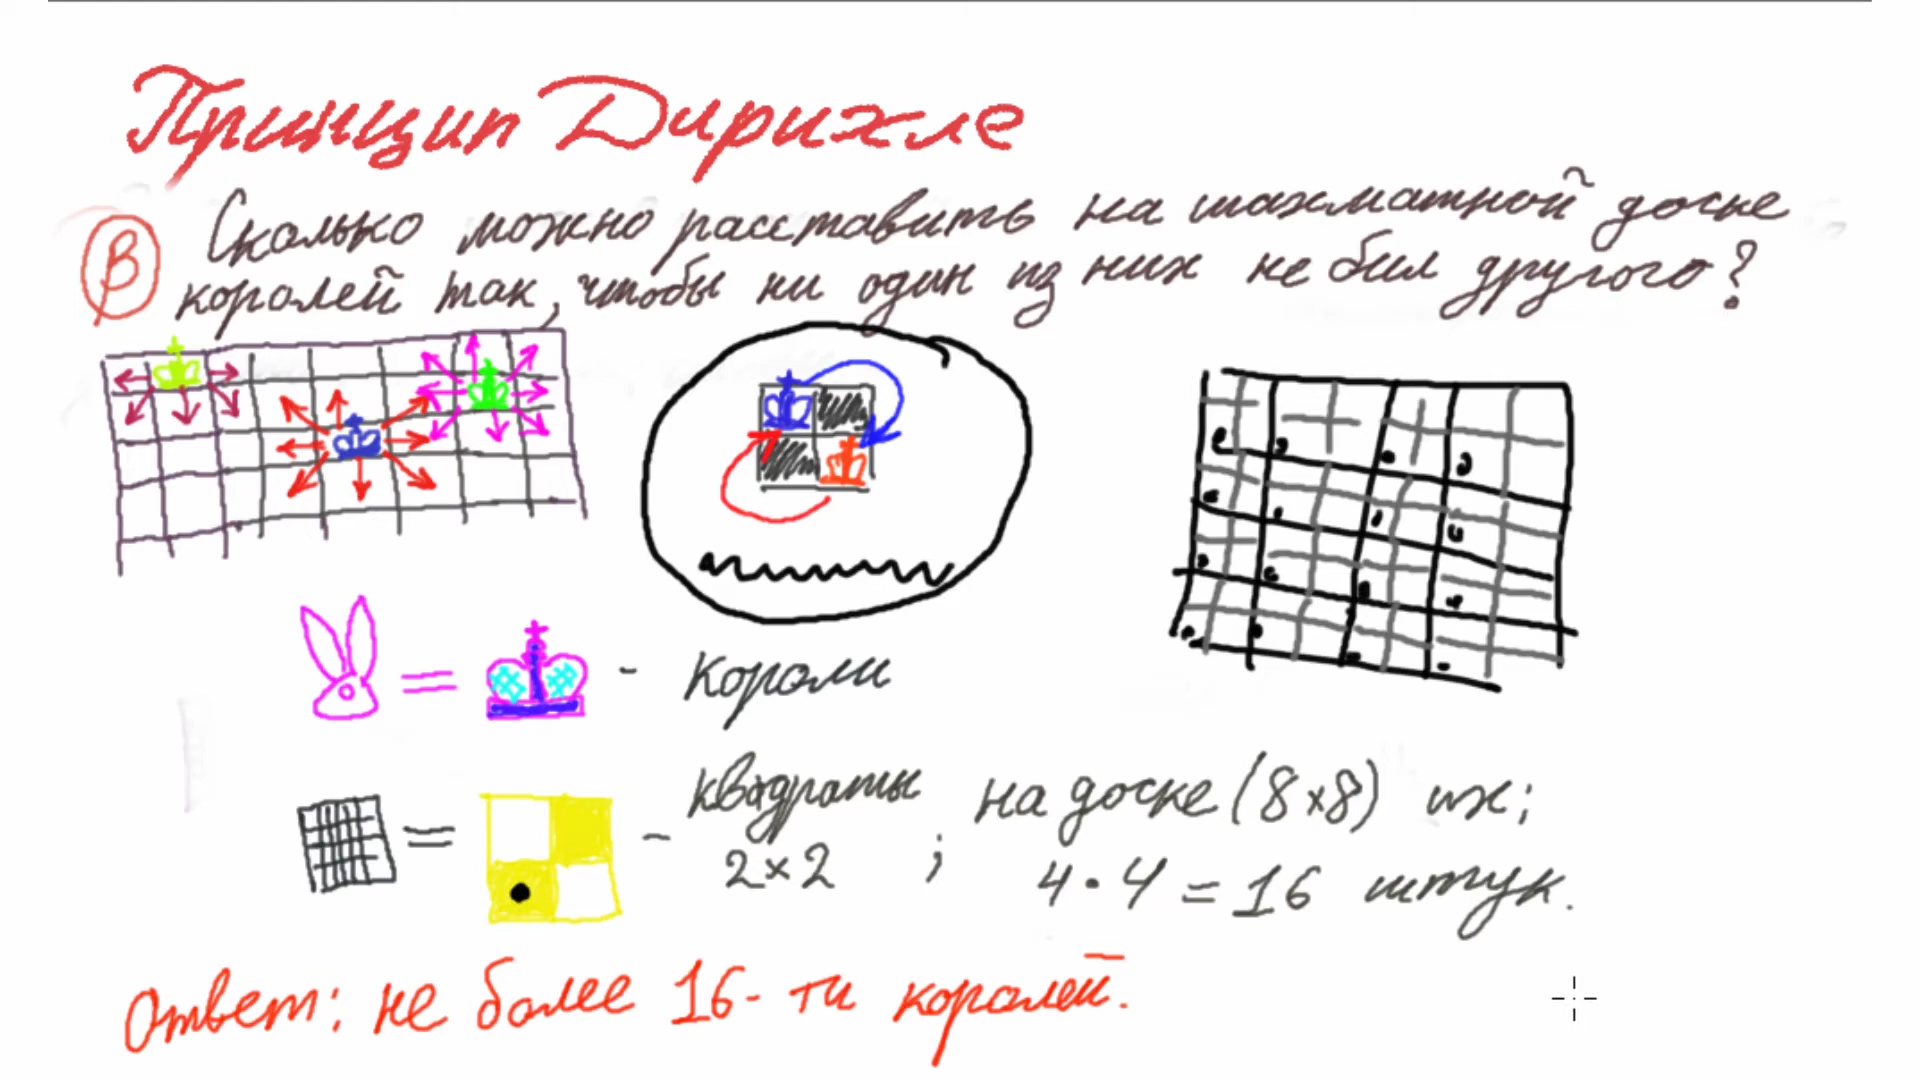 Принцип Дирихле
В Сколько можно расставить на шахматной доске
королей так, чтобы ни один из них не бил другого?
= - короли
= - квадраты 2×2 ; на доске (8×8) их:
4·4 = 16 штук.
Ответ: не более 16-ти королей.